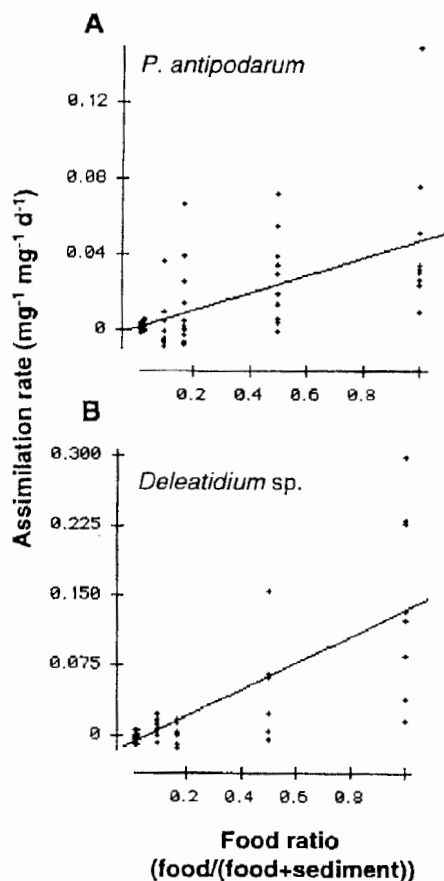 A
P. antipodarum
0.12
0.08
0.04
0
0.2 0.4 0.6 0.8
B
Deleatidium sp.
0.300
0.225
0.150
0.075
0
0.2 0.4 0.6 0.8
Assimilation rate (mg⁻¹ mg⁻¹ d⁻¹)
Food ratio
(food/(food+sediment))